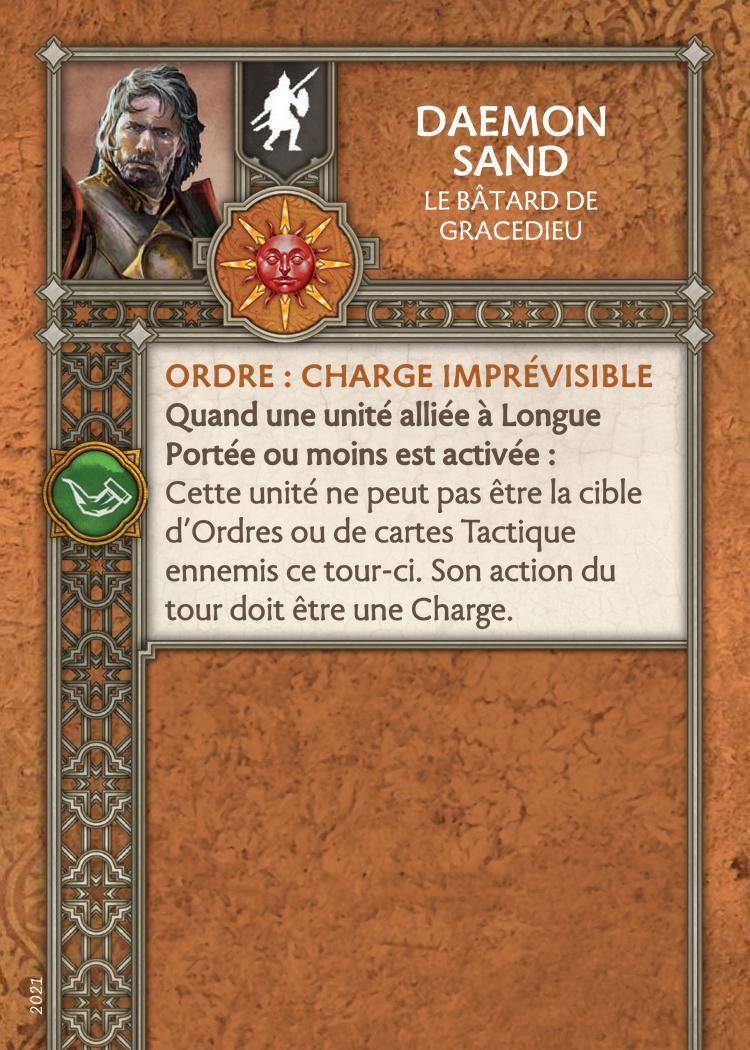 DAEMON
SAND
LE BÂTARD DE
GRACEDIEU
ORDRE : CHARGE IMPRÉVISIBLE
Quand une unité alliée à Longue
Portée ou moins est activée :
Cette unité ne peut pas être la cible
d’Ordres ou de cartes Tactique
ennemis ce tour-ci. Son action du
tour doit être une Charge.
2021